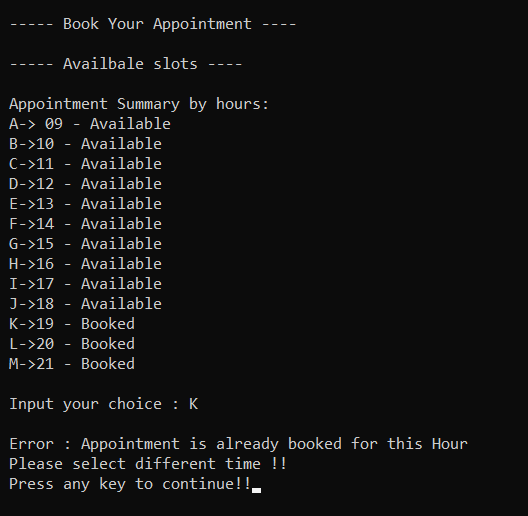 ----- Book Your Appointment ----
----- Availbale slots ----
Appointment Summary by hours:
A-> 09 - Available
B->10 - Available
C->11 - Available
D->12 - Available
E->13 - Available
F->14 - Available
G->15 - Available
H->16 - Available
I->17 - Available
J->18 - Available
K->19 - Booked
L->20 - Booked
M->21 - Booked
Input your choice : K
Error : Appointment is already booked for this Hour
Please select different time !!
Press any key to continue!!